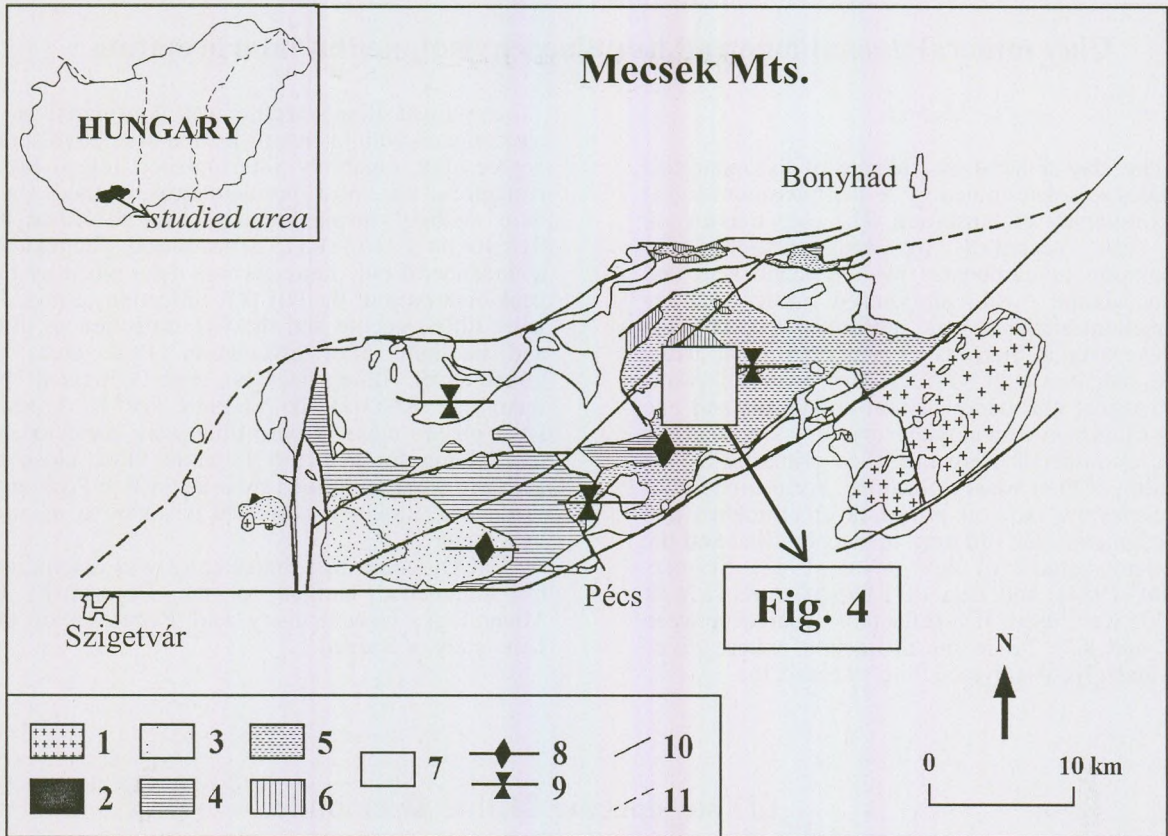 Mecsek Mts.
HUNGARY
studied area
Bonyhád
Pécs
Szigetvár
Fig. 4
N
0 10 km
1 3 5 7 8 10
2 4 6 9 11